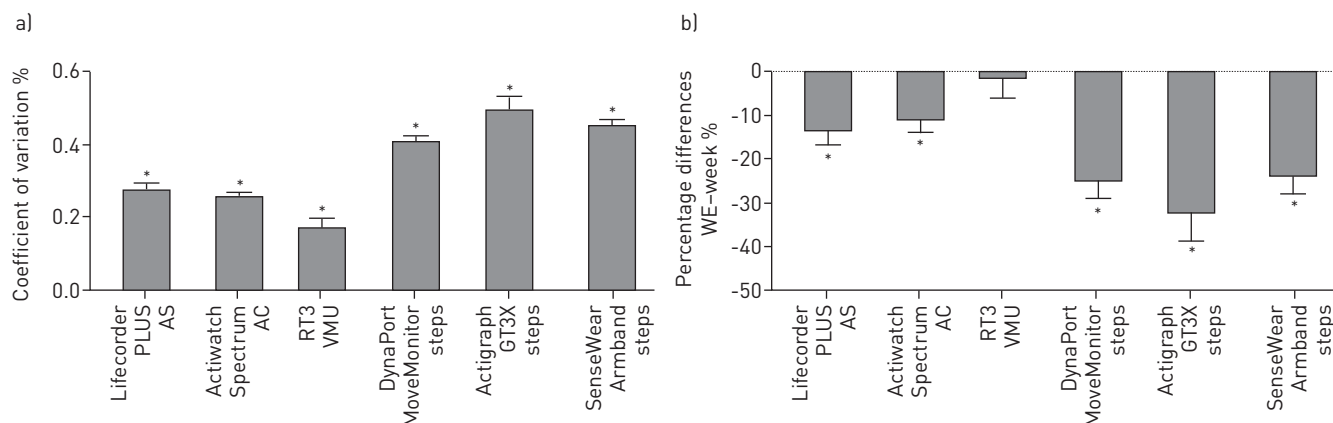 a)
Coefficient of variation %
0.6
0.4
0.2
0.0
*
*
*
*
*
*
Lifecorder
PLUS
AS
Actiwatch
Spectrum
AC
RT3
VMU
DynaPort
MoveMonitor
steps
Actigraph
GT3X
steps
SenseWear
Armband
steps
b)
Percentage differences
WE–week %
0
-10
-20
-30
-40
-50
*
*
*
*
*
Lifecorder
PLUS
AS
Actiwatch
Spectrum
AC
RT3
VMU
DynaPort
MoveMonitor
steps
Actigraph
GT3X
steps
SenseWear
Armband
steps